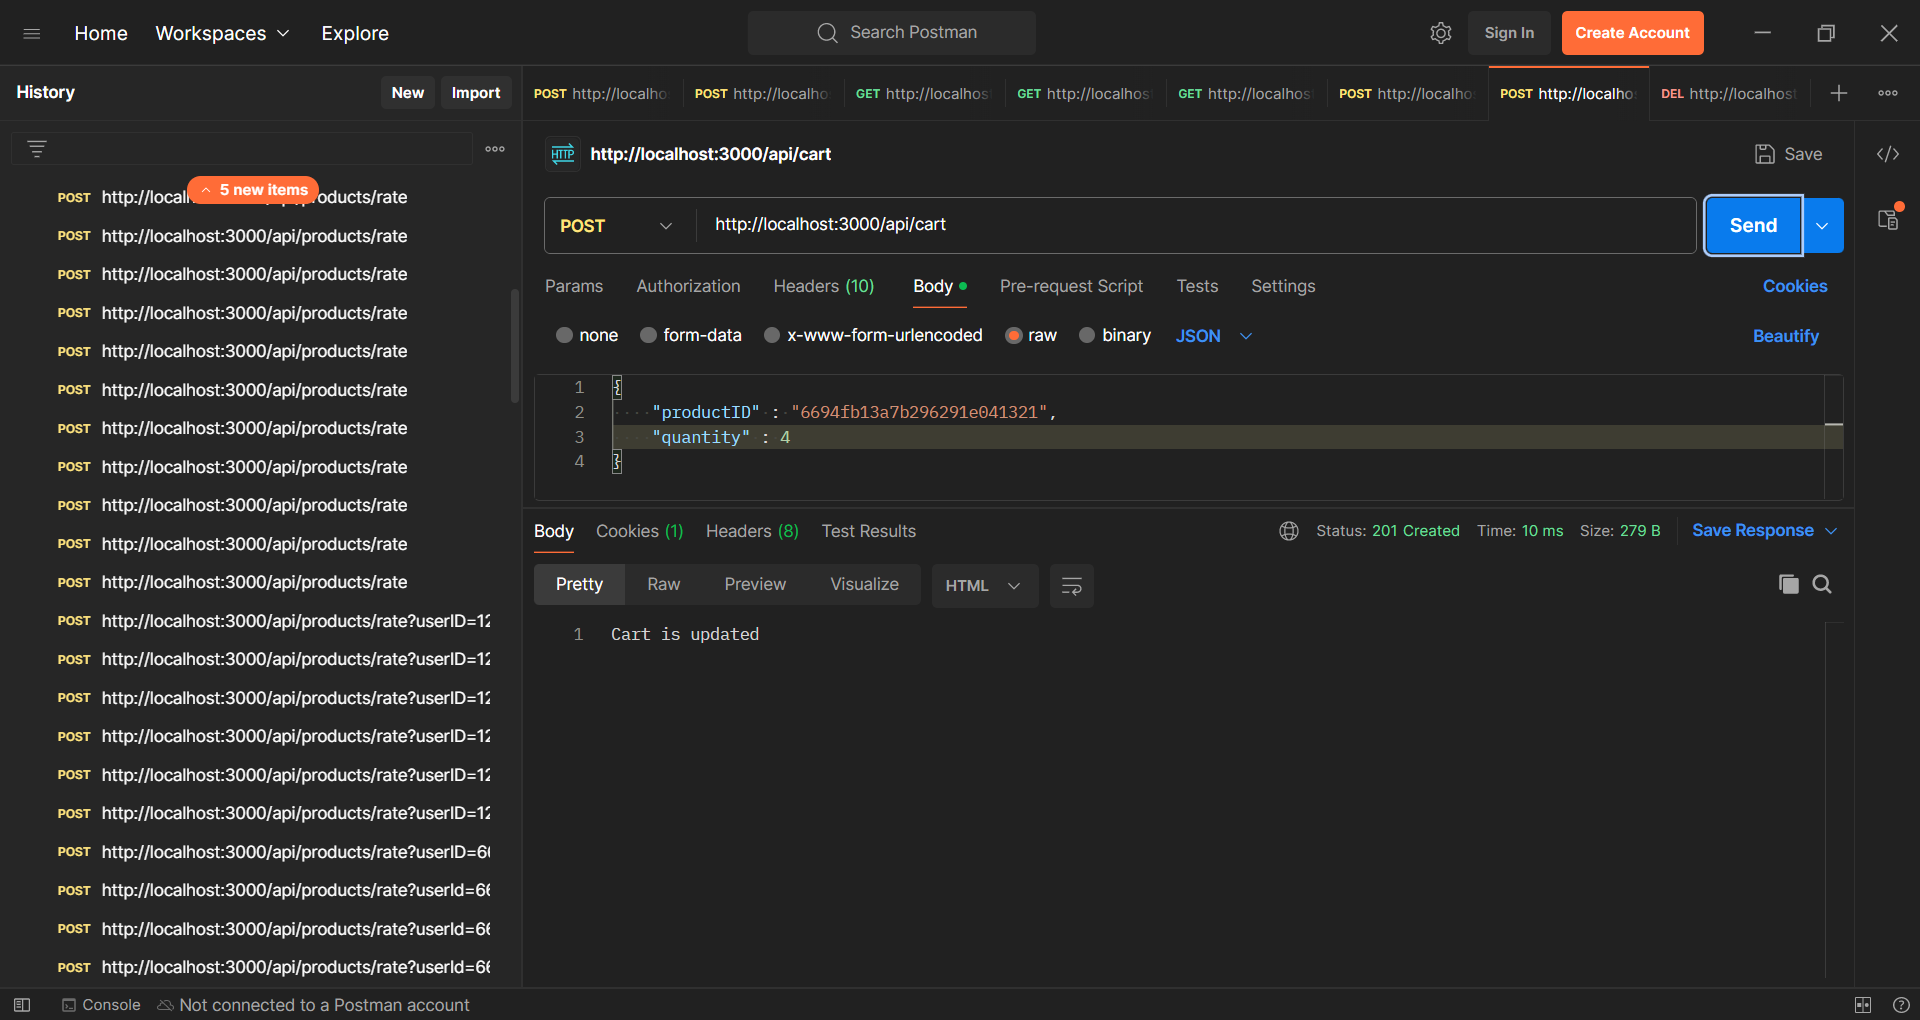 Home Workspaces Explore Search Postman Sign In Create Account
History New Import
POST http://localho POST http://localho GET http://localhos GET http://localhos GET http://localhos POST http://localho POST http://localho DEL http://localhost
5 new items
POST http://local products/rate
POST http://localhost:3000/api/products/rate
POST http://localhost:3000/api/products/rate
POST http://localhost:3000/api/products/rate
POST http://localhost:3000/api/products/rate
POST http://localhost:3000/api/products/rate
POST http://localhost:3000/api/products/rate
POST http://localhost:3000/api/products/rate
POST http://localhost:3000/api/products/rate
POST http://localhost:3000/api/products/rate
POST http://localhost:3000/api/products/rate
POST http://localhost:3000/api/products/rate?userID=12
POST http://localhost:3000/api/products/rate?userID=12
POST http://localhost:3000/api/products/rate?userID=12
POST http://localhost:3000/api/products/rate?userID=12
POST http://localhost:3000/api/products/rate?userID=12
POST http://localhost:3000/api/products/rate?userID=12
POST http://localhost:3000/api/products/rate?userID=66
POST http://localhost:3000/api/products/rate?userId=66
POST http://localhost:3000/api/products/rate?userId=66
POST http://localhost:3000/api/products/rate?userId=66
HTTP http://localhost:3000/api/cart Save
POST http://localhost:3000/api/cart Send
Params Authorization Headers (10) Body Pre-request Script Tests Settings Cookies
none form-data x-www-form-urlencoded raw binary JSON Beautify
1 {
2 "productID" : "6694fb13a7b296291e041321",
3 "quantity" : 4
4 }
Body Cookies (1) Headers (8) Test Results Status: 201 Created Time: 10 ms Size: 279 B Save Response
Pretty Raw Preview Visualize HTML
1 Cart is updated
Console Not connected to a Postman account